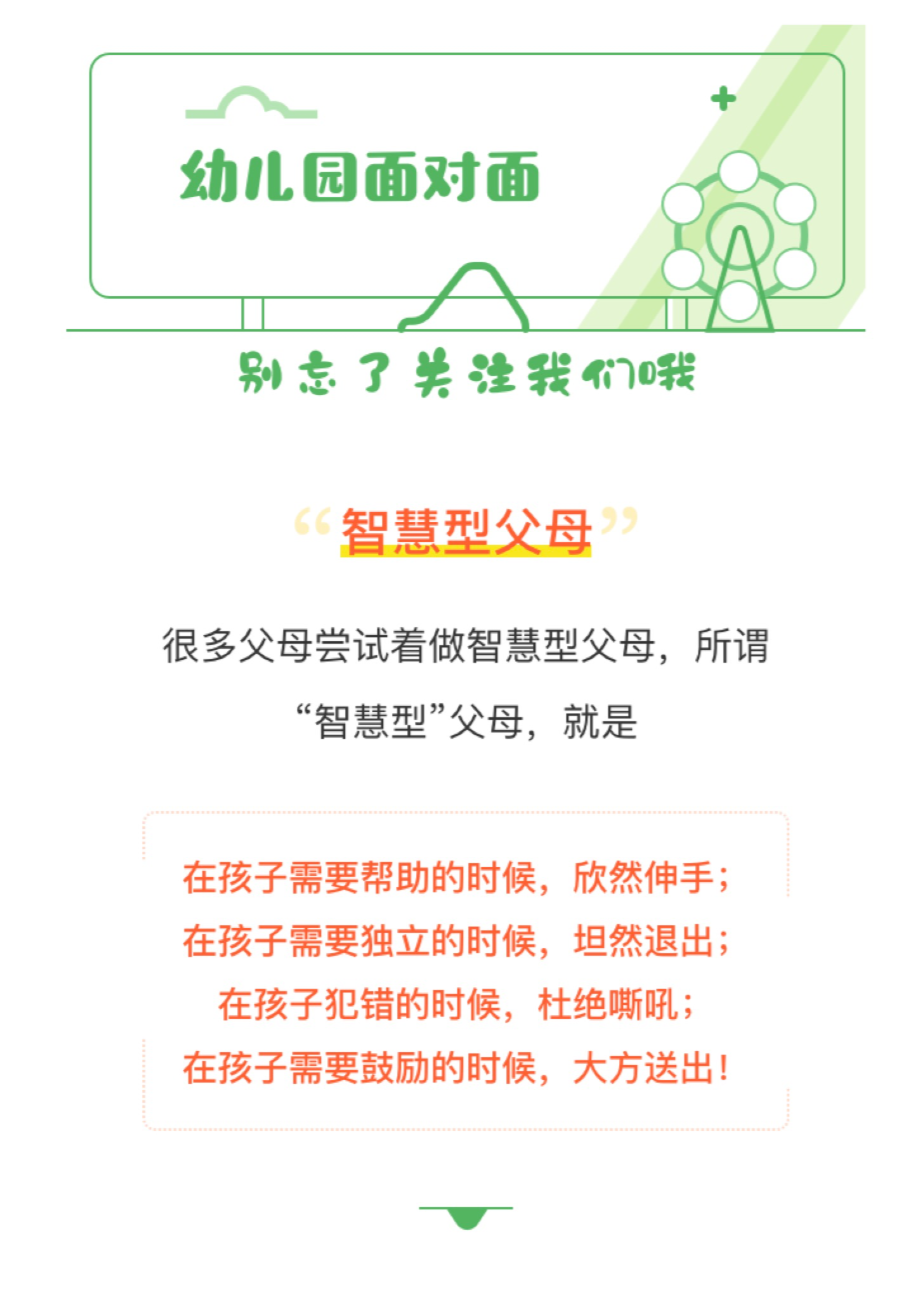 幼儿园面对面
别忘了关注我们哦
“智慧型父母”
很多父母尝试着做智慧型父母，所谓
“智慧型”父母，就是
在孩子需要帮助的时候，欣然伸手；
在孩子需要独立的时候，坦然退出；
在孩子犯错的时候，杜绝嘶吼；
在孩子需要鼓励的时候，大方送出！